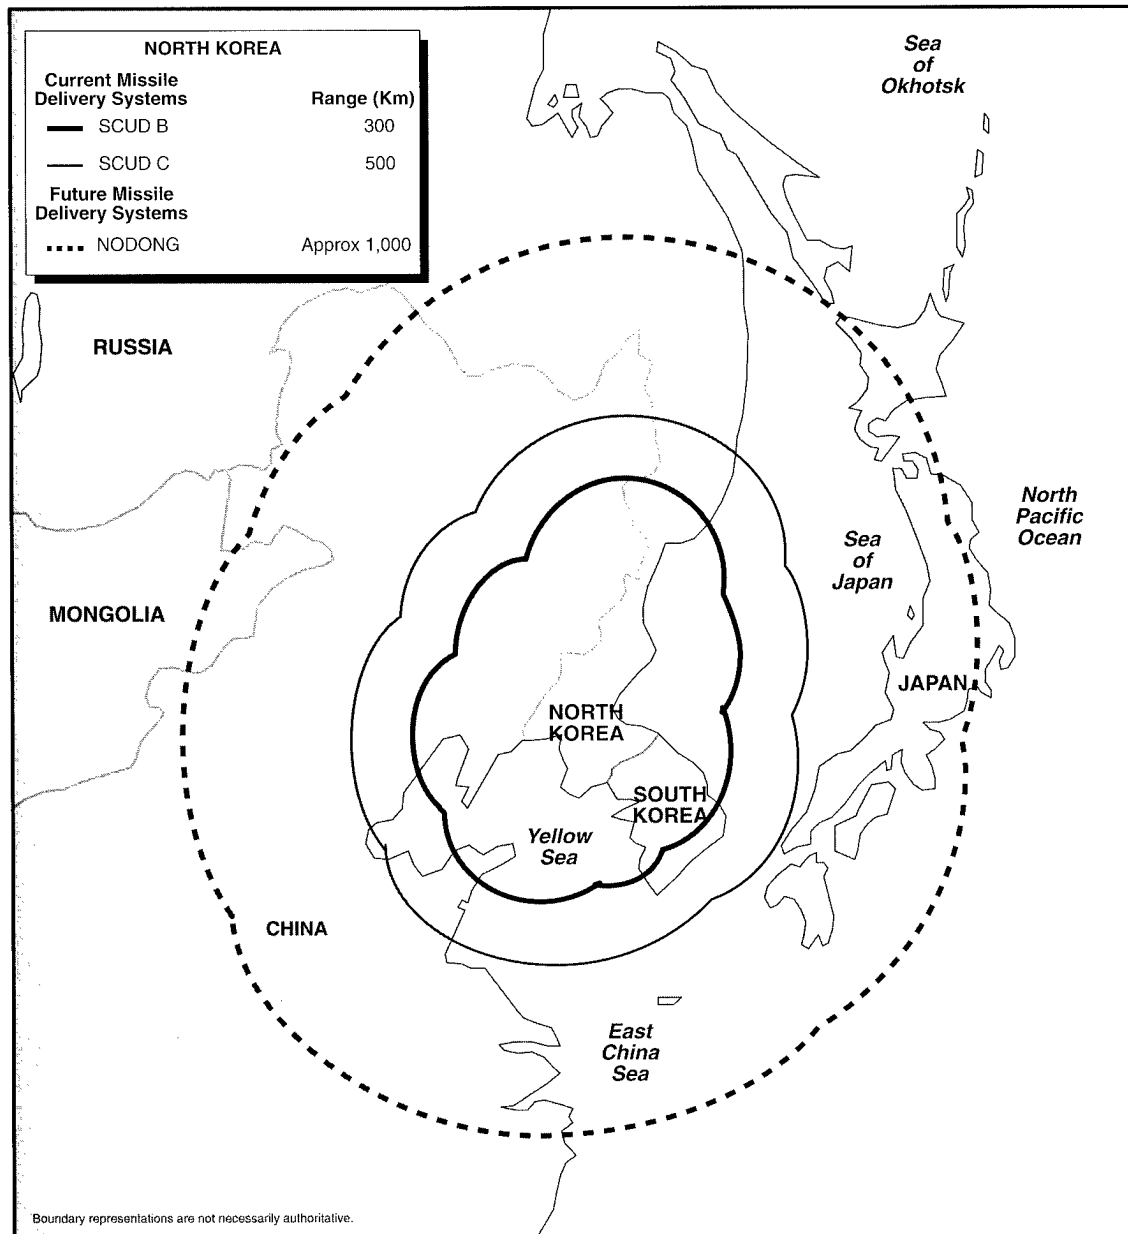 NORTH KOREA
Current Missile
Delivery Systems
Range (Km)
SCUD B 300
SCUD C 500
Future Missile
Delivery Systems
NODONG Approx 1,000
Sea
of
Okhotsk
RUSSIA
North
Pacific
Ocean
Sea
of
Japan
MONGOLIA
JAPAN
NORTH
KOREA
SOUTH
KOREA
Yellow
Sea
CHINA
East
China
Sea
Boundary representations are not necessarily authoritative.